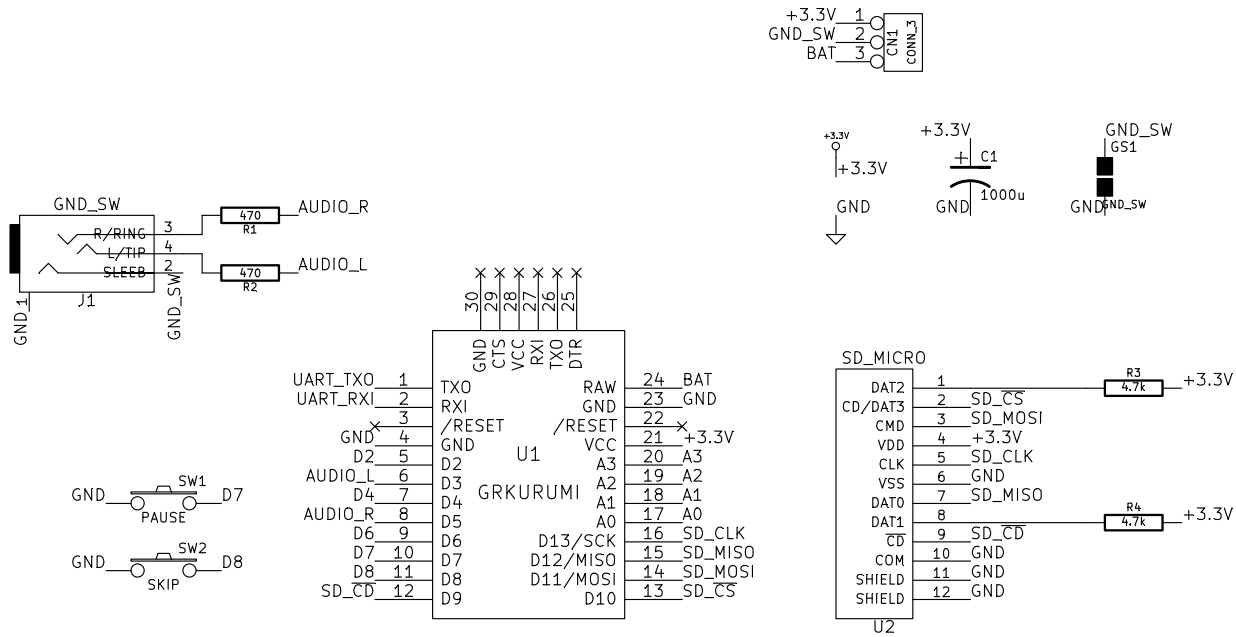 +3.3V 1
GND_SW 2
BAT 3
CN1
CONN_3
+3.3V
+3.3V
GND
+3.3V
C1
1000u
GND
GND_SW
GS1
GND
GND_SW
GND_SW
R/RING 3
L/TIP 4
SLEEB 2
J1
GND 1
GND_SW
470
R1
AUDIO_R
470
R2
AUDIO_L
30 29 28 27 26 25
GND CTS VCC RXI TXO DTR
UART_TXO 1 TXO
UART_RXI 2 RXI
3 /RESET
GND 4 GND
D2 5 D2
AUDIO_L 6 D3
D4 7 D4
AUDIO_R 8 D5
D6 9 D6
D7 10 D7
D8 11 D8
SD_CD 12 D9
U1
GRKURUMI
RAW 24 BAT
GND 23 GND
/RESET 22
VCC 21 +3.3V
A3 20 A3
A2 19 A2
A1 18 A1
A0 17 A0
D13/SCK 16 SD_CLK
D12/MISO 15 SD_MISO
D11/MOSI 14 SD_MOSI
D10 13 SD_CS
GND SW1 D7
PAUSE
GND SW2 D8
SKIP
SD_MICRO
DAT2 1
CD/DAT3 2 SD_CS
CMD 3 SD_MOSI
VDD 4 +3.3V
CLK 5 SD_CLK
VSS 6 GND
DAT0 7 SD_MISO
DAT1 8
CD 9 SD_CD
COM 10 GND
SHIELD 11 GND
SHIELD 12 GND
U2
R3
4.7k
+3.3V
R4
4.7k
+3.3V